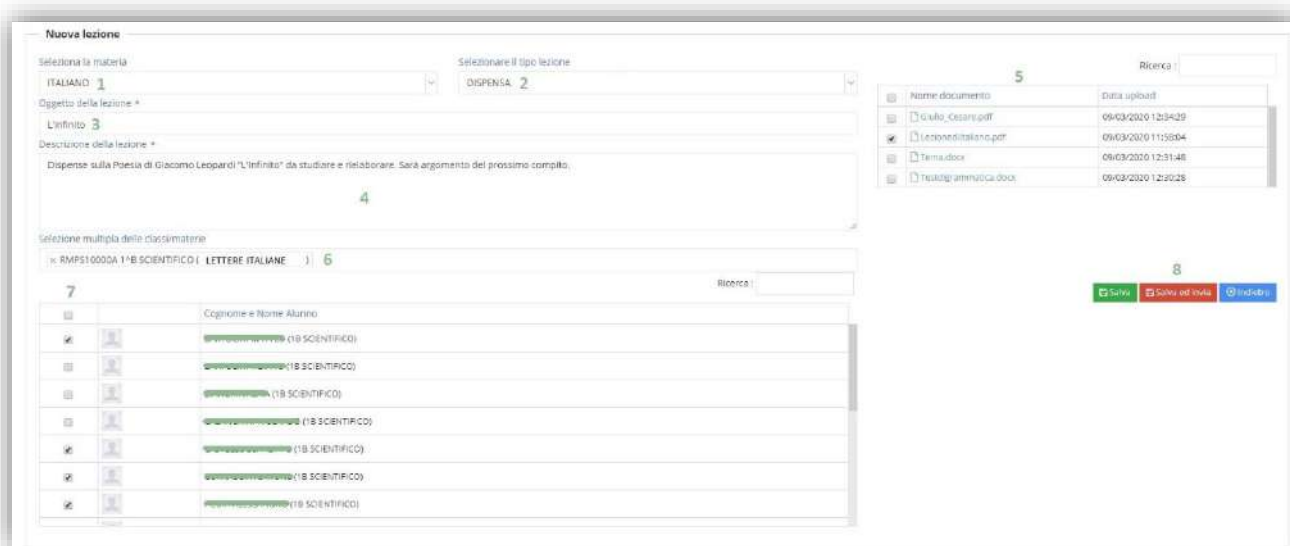 Nuova lezione
Seleziona la materia
ITALIANO 1
Selezionare il tipo lezione
DISPENSA 2
Oggetto della lezione *
L'infinito 3
Descrizione della lezione *
Dispense sulla Poesia di Giacomo Leopardi "L'Infinito" da studiare e rielaborare. Sarà argomento del prossimo compito.
4
Selezione multipla delle classi/materie
× RMPS10000A 1^B SCIENTIFICO ( LETTERE ITALIANE ) 6
Ricerca :
7
Cognome e Nome Alunno
(1B SCIENTIFICO)
(1B SCIENTIFICO)
(1B SCIENTIFICO)
(1B SCIENTIFICO)
(1B SCIENTIFICO)
(1B SCIENTIFICO)
(1B SCIENTIFICO)
Ricerca :
5
Nome documento Data upload
Giulio_Cesare.pdf 09/03/2020 12:34:29
Lezionediitaliano.pdf 09/03/2020 11:58:04
Tema.docx 09/03/2020 12:31:48
Testodigrammatica.docx 09/03/2020 12:30:28
8
Salva Salva ed invia Indietro